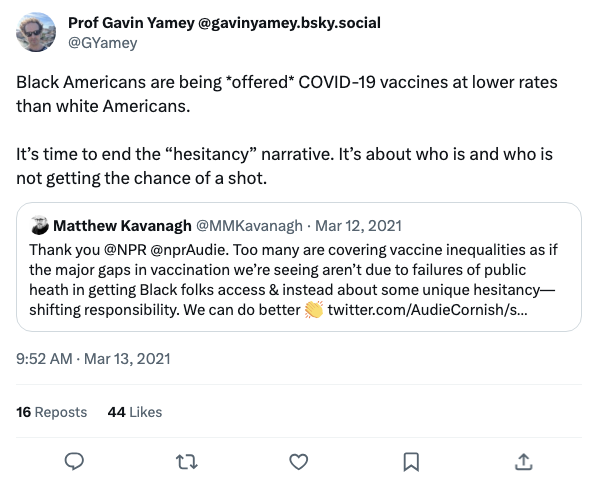 Prof Gavin Yamey @gavinyamey.bsky.social
@GYamey
Black Americans are being *offered* COVID-19 vaccines at lower rates
than white Americans.
It’s time to end the “hesitancy” narrative. It’s about who is and who is
not getting the chance of a shot.
Matthew Kavanagh @MMKavanagh · Mar 12, 2021
Thank you @NPR @nprAudie. Too many are covering vaccine inequalities as if
the major gaps in vaccination we’re seeing aren’t due to failures of public
heath in getting Black folks access & instead about some unique hesitancy—
shifting responsibility. We can do better 👏 twitter.com/AudieCornish/s...
9:52 AM · Mar 13, 2021
16 Reposts 44 Likes